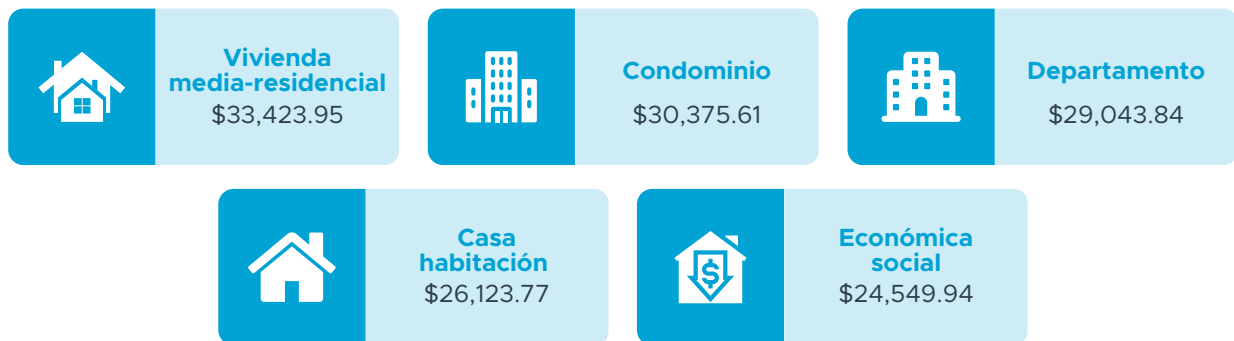 Vivienda
media-residencial
$33,423.95
Condominio
$30,375.61
Departamento
$29,043.84
Casa
habitación
$26,123.77
$
Económica
social
$24,549.94